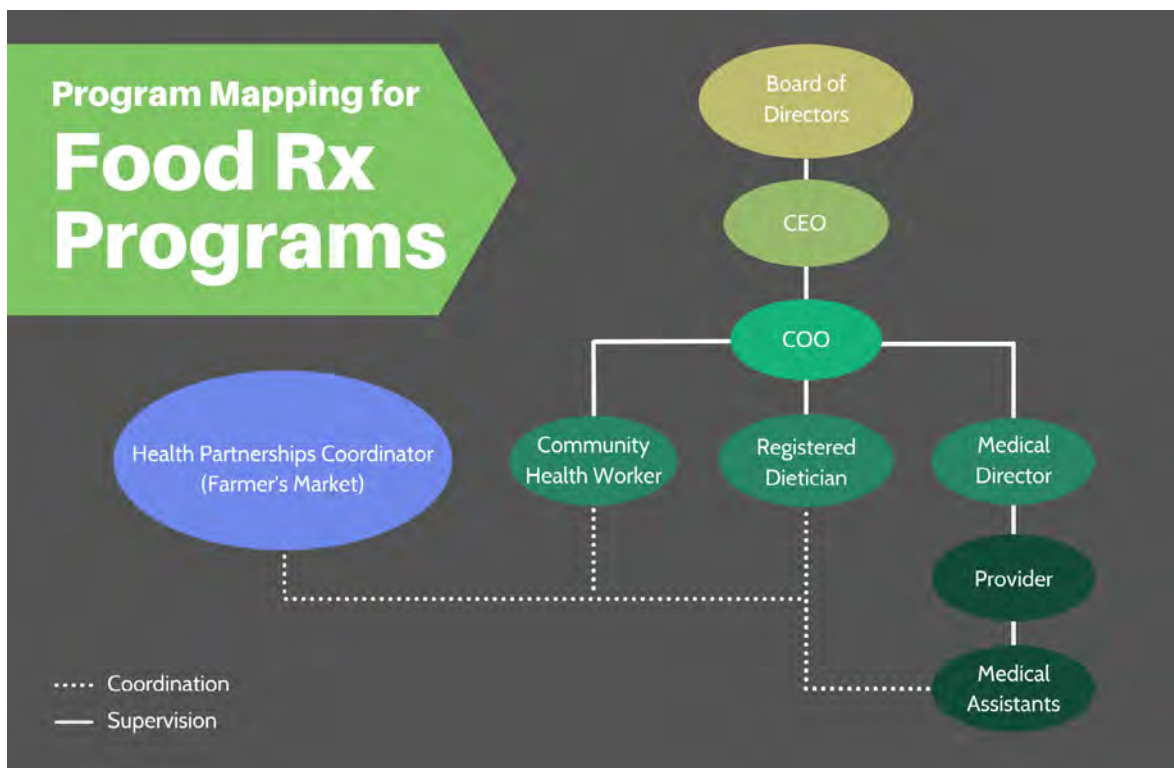 Program Mapping for
Food Rx
Programs
Board of
Directors
CEO
COO
Health Partnerships Coordinator
(Farmer's Market)
Community
Health Worker
Registered
Dietician
Medical
Director
Provider
Medical
Assistants
Coordination
Supervision